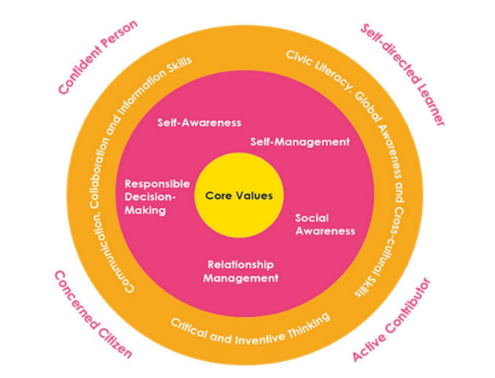 Confident Person
Self-directed Learner
Communication, Collaboration and Information Skills
Civic Literacy, Global Awareness and Cross-cultural Skills
Self-Awareness
Self-Management
Responsible
Decision-
Making
Core Values
Social
Awareness
Relationship
Management
Critical and Inventive Thinking
Concerned Citizen
Active Contributor